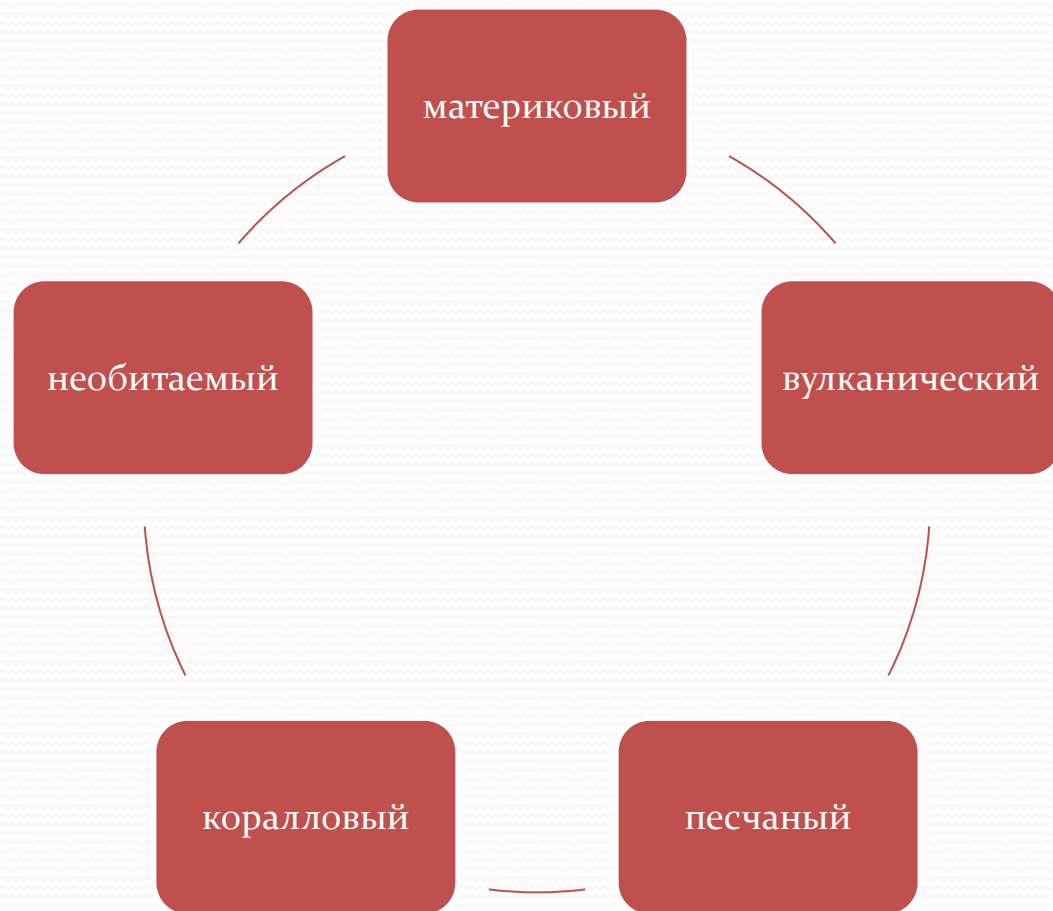 материковый
необитаемый
вулканический
коралловый
песчаный